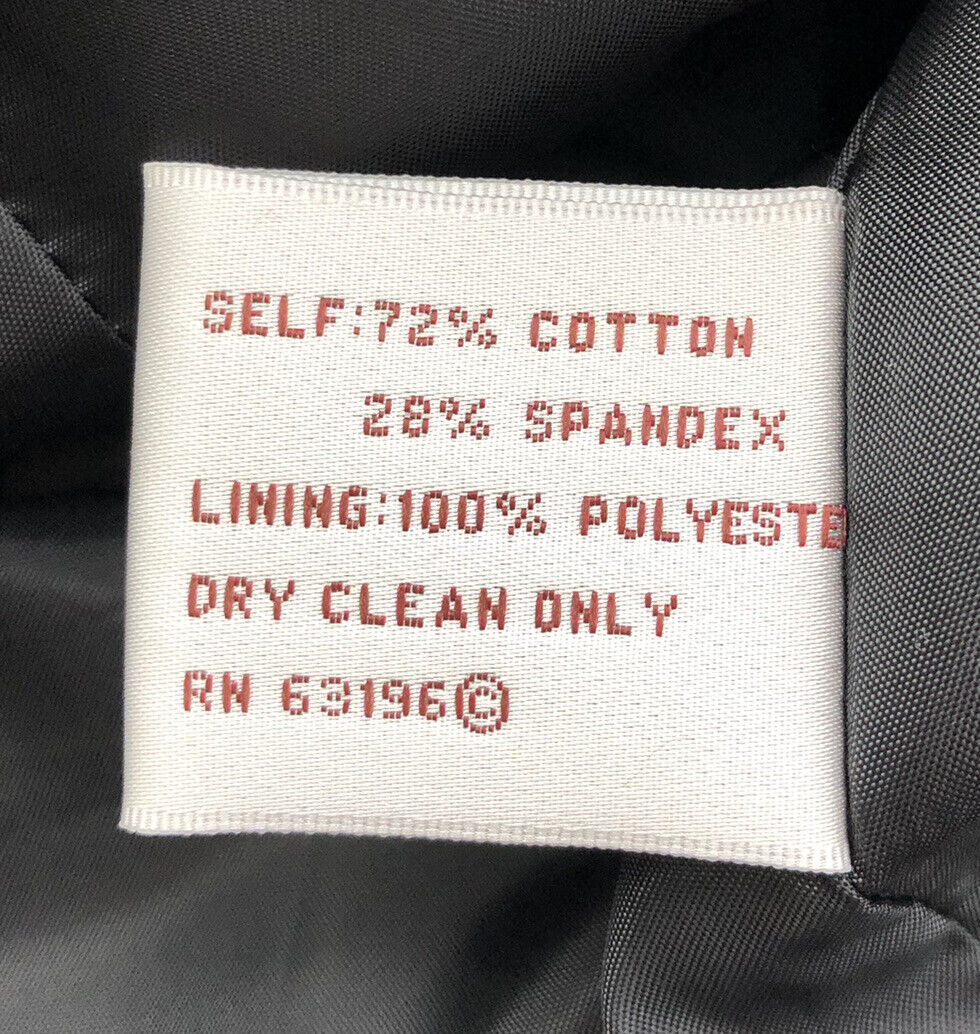 SELF:72% COTTON
28% SPANDEX
LINING:100% POLYESTE
DRY CLEAN ONLY
RN 63196©